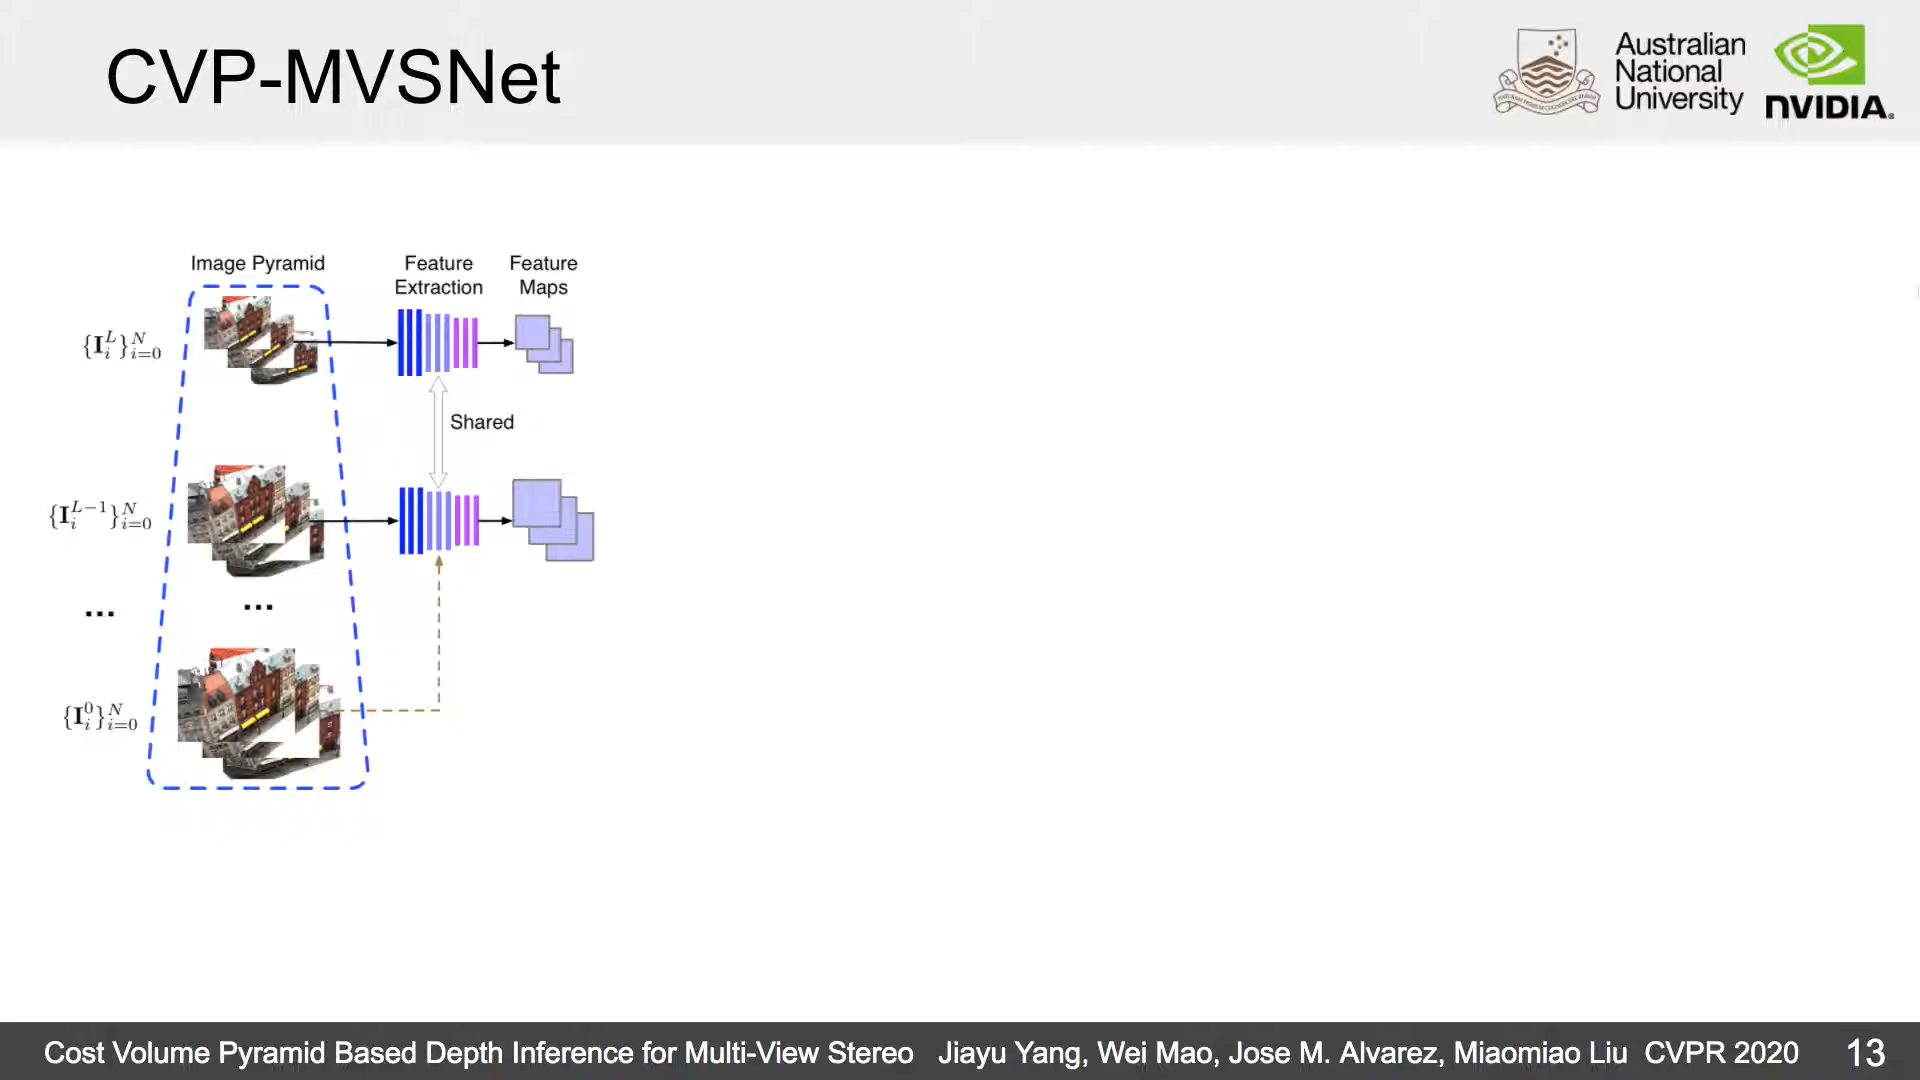 CVP-MVSNet
Australian
National
University
NVIDIA
Image Pyramid
Feature
Extraction
Feature
Maps
{I_i^L}_{i=0}^N
Shared
{I_i^{L-1}}_{i=0}^N
...
...
{I_i^0}_{i=0}^N
Cost Volume Pyramid Based Depth Inference for Multi-View Stereo Jiayu Yang, Wei Mao, Jose M. Alvarez, Miaomiao Liu CVPR 2020 13